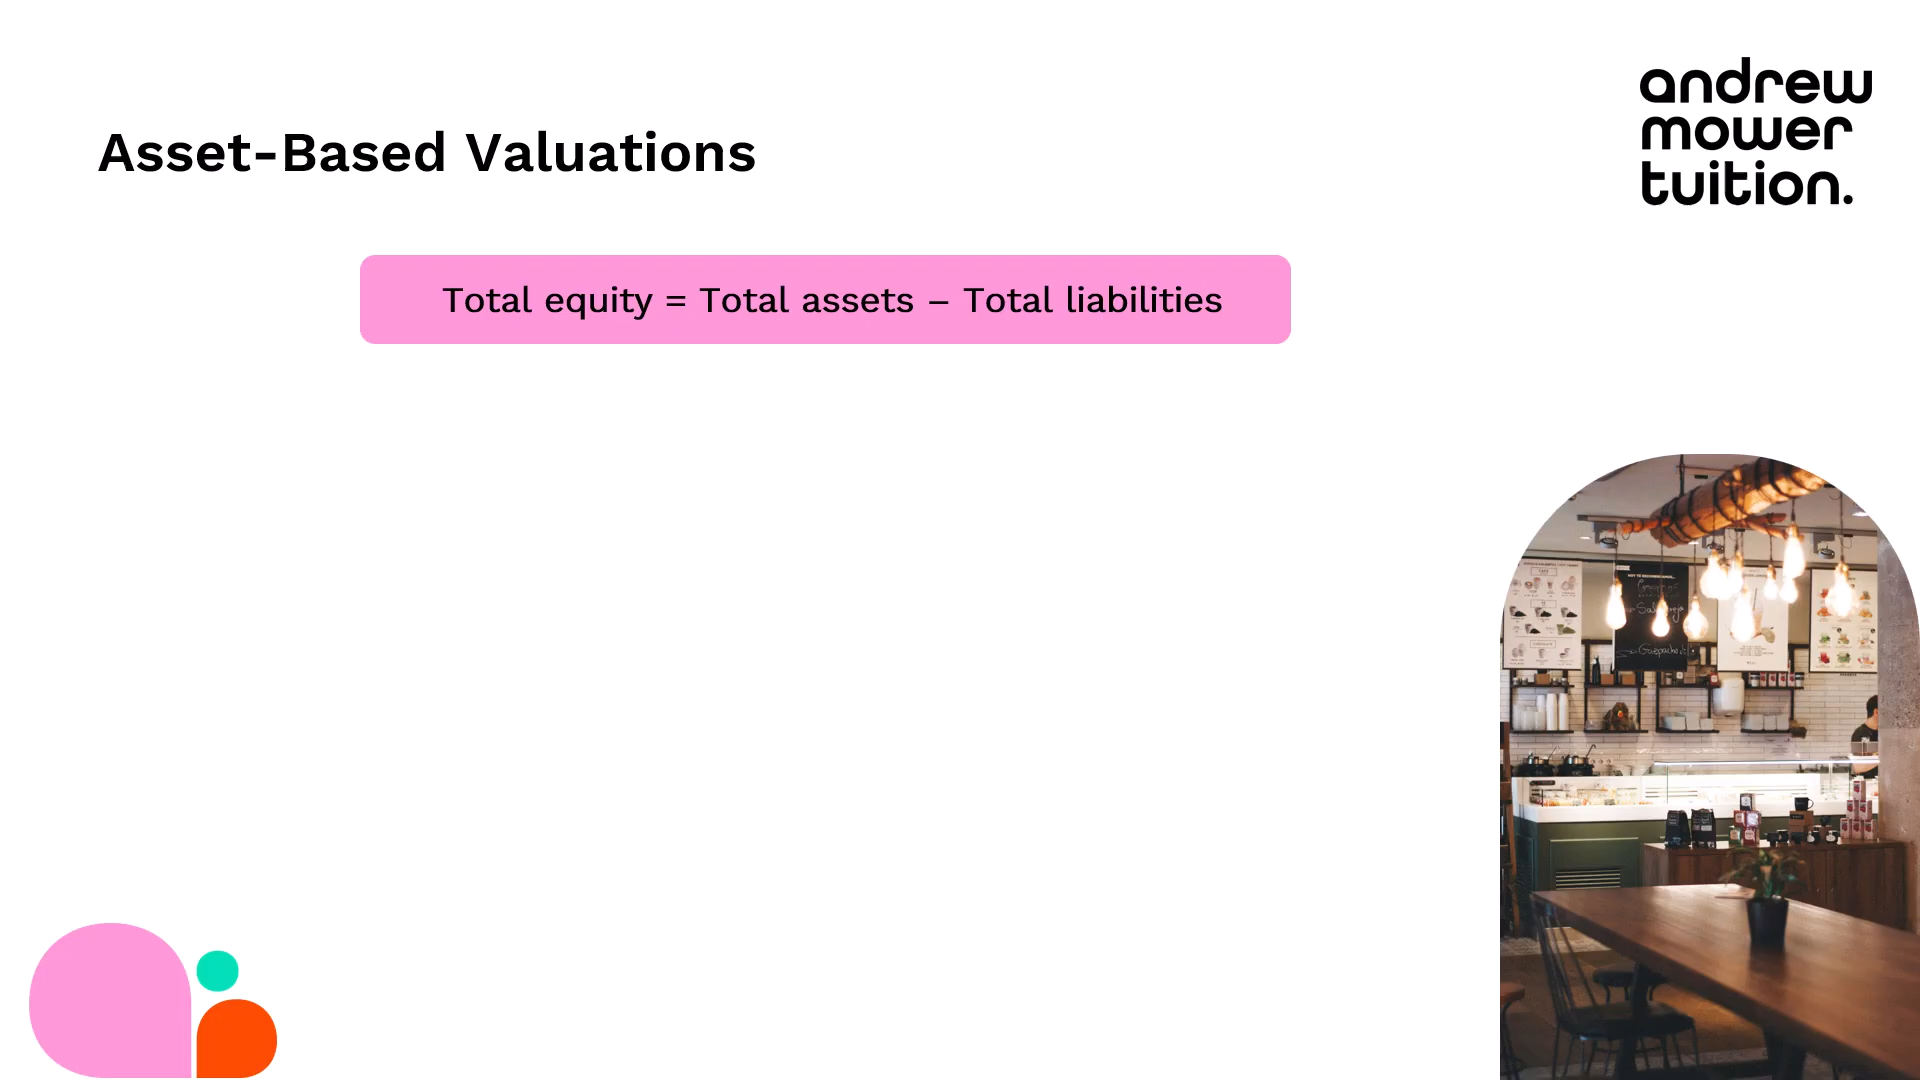 Asset-Based Valuations
andrew
mower
tuition.
Total equity = Total assets – Total liabilities